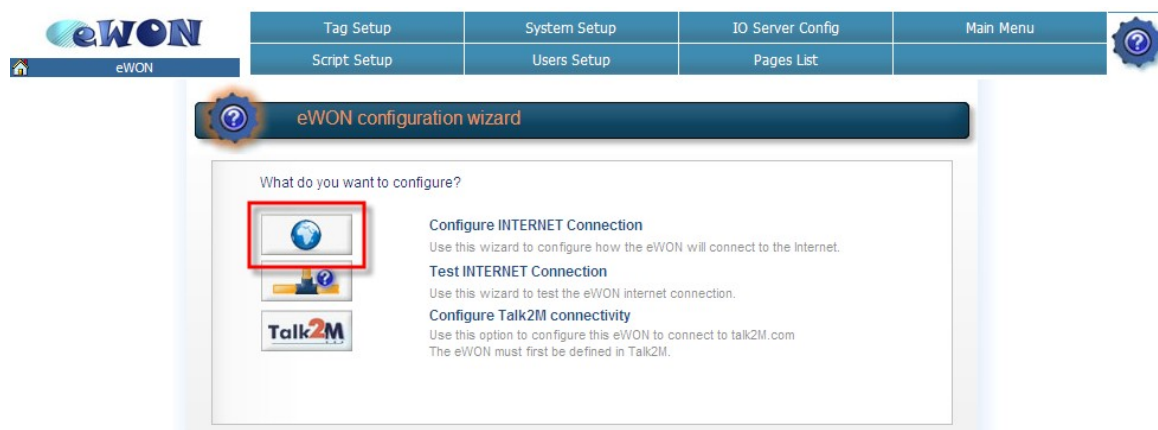 eWON
Tag Setup
System Setup
IO Server Config
Main Menu
eWON
Script Setup
Users Setup
Pages List
eWON configuration wizard
What do you want to configure?
Configure INTERNET Connection
Use this wizard to configure how the eWON will connect to the Internet.
Test INTERNET Connection
Use this wizard to test the eWON internet connection.
Talk2M
Configure Talk2M connectivity
Use this option to configure this eWON to connect to talk2M.com
The eWON must first be defined in Talk2M.